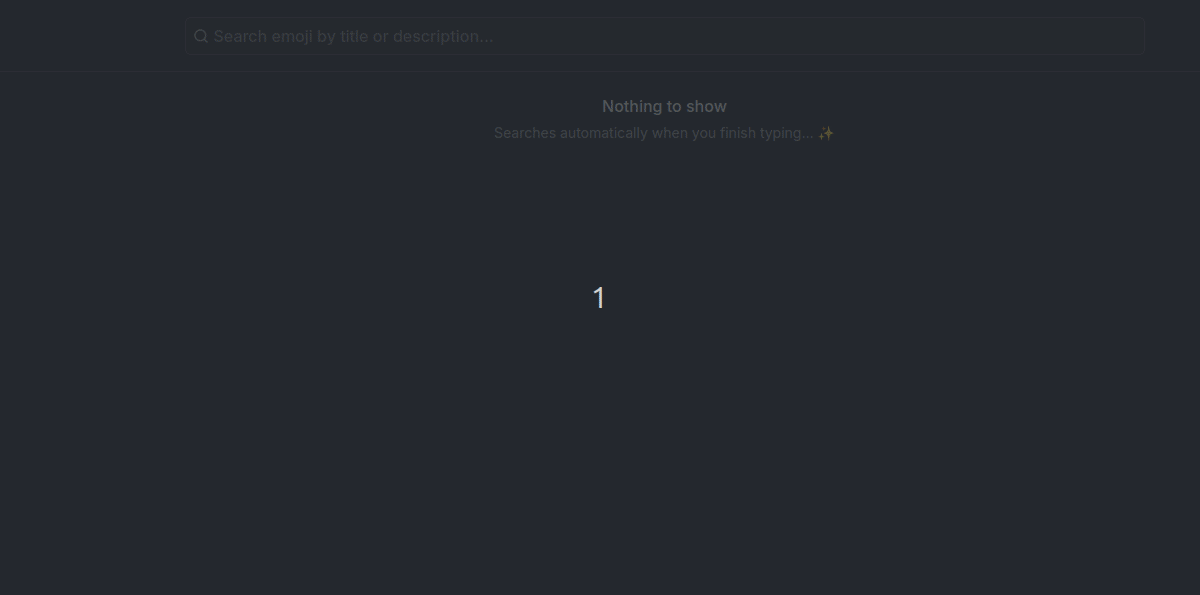 Search emoji by title or description...
Nothing to show
Searches automatically when you finish typing... ✨
1